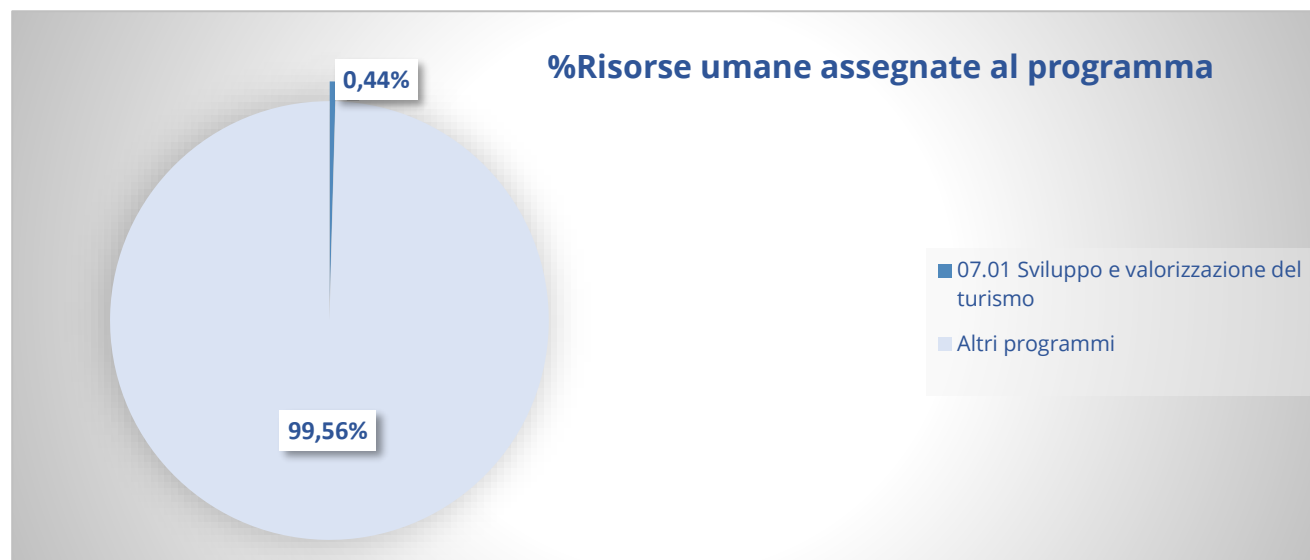 %Risorse umane assegnate al programma
0,44%
99,56%
07.01 Sviluppo e valorizzazione del
turismo
Altri programmi